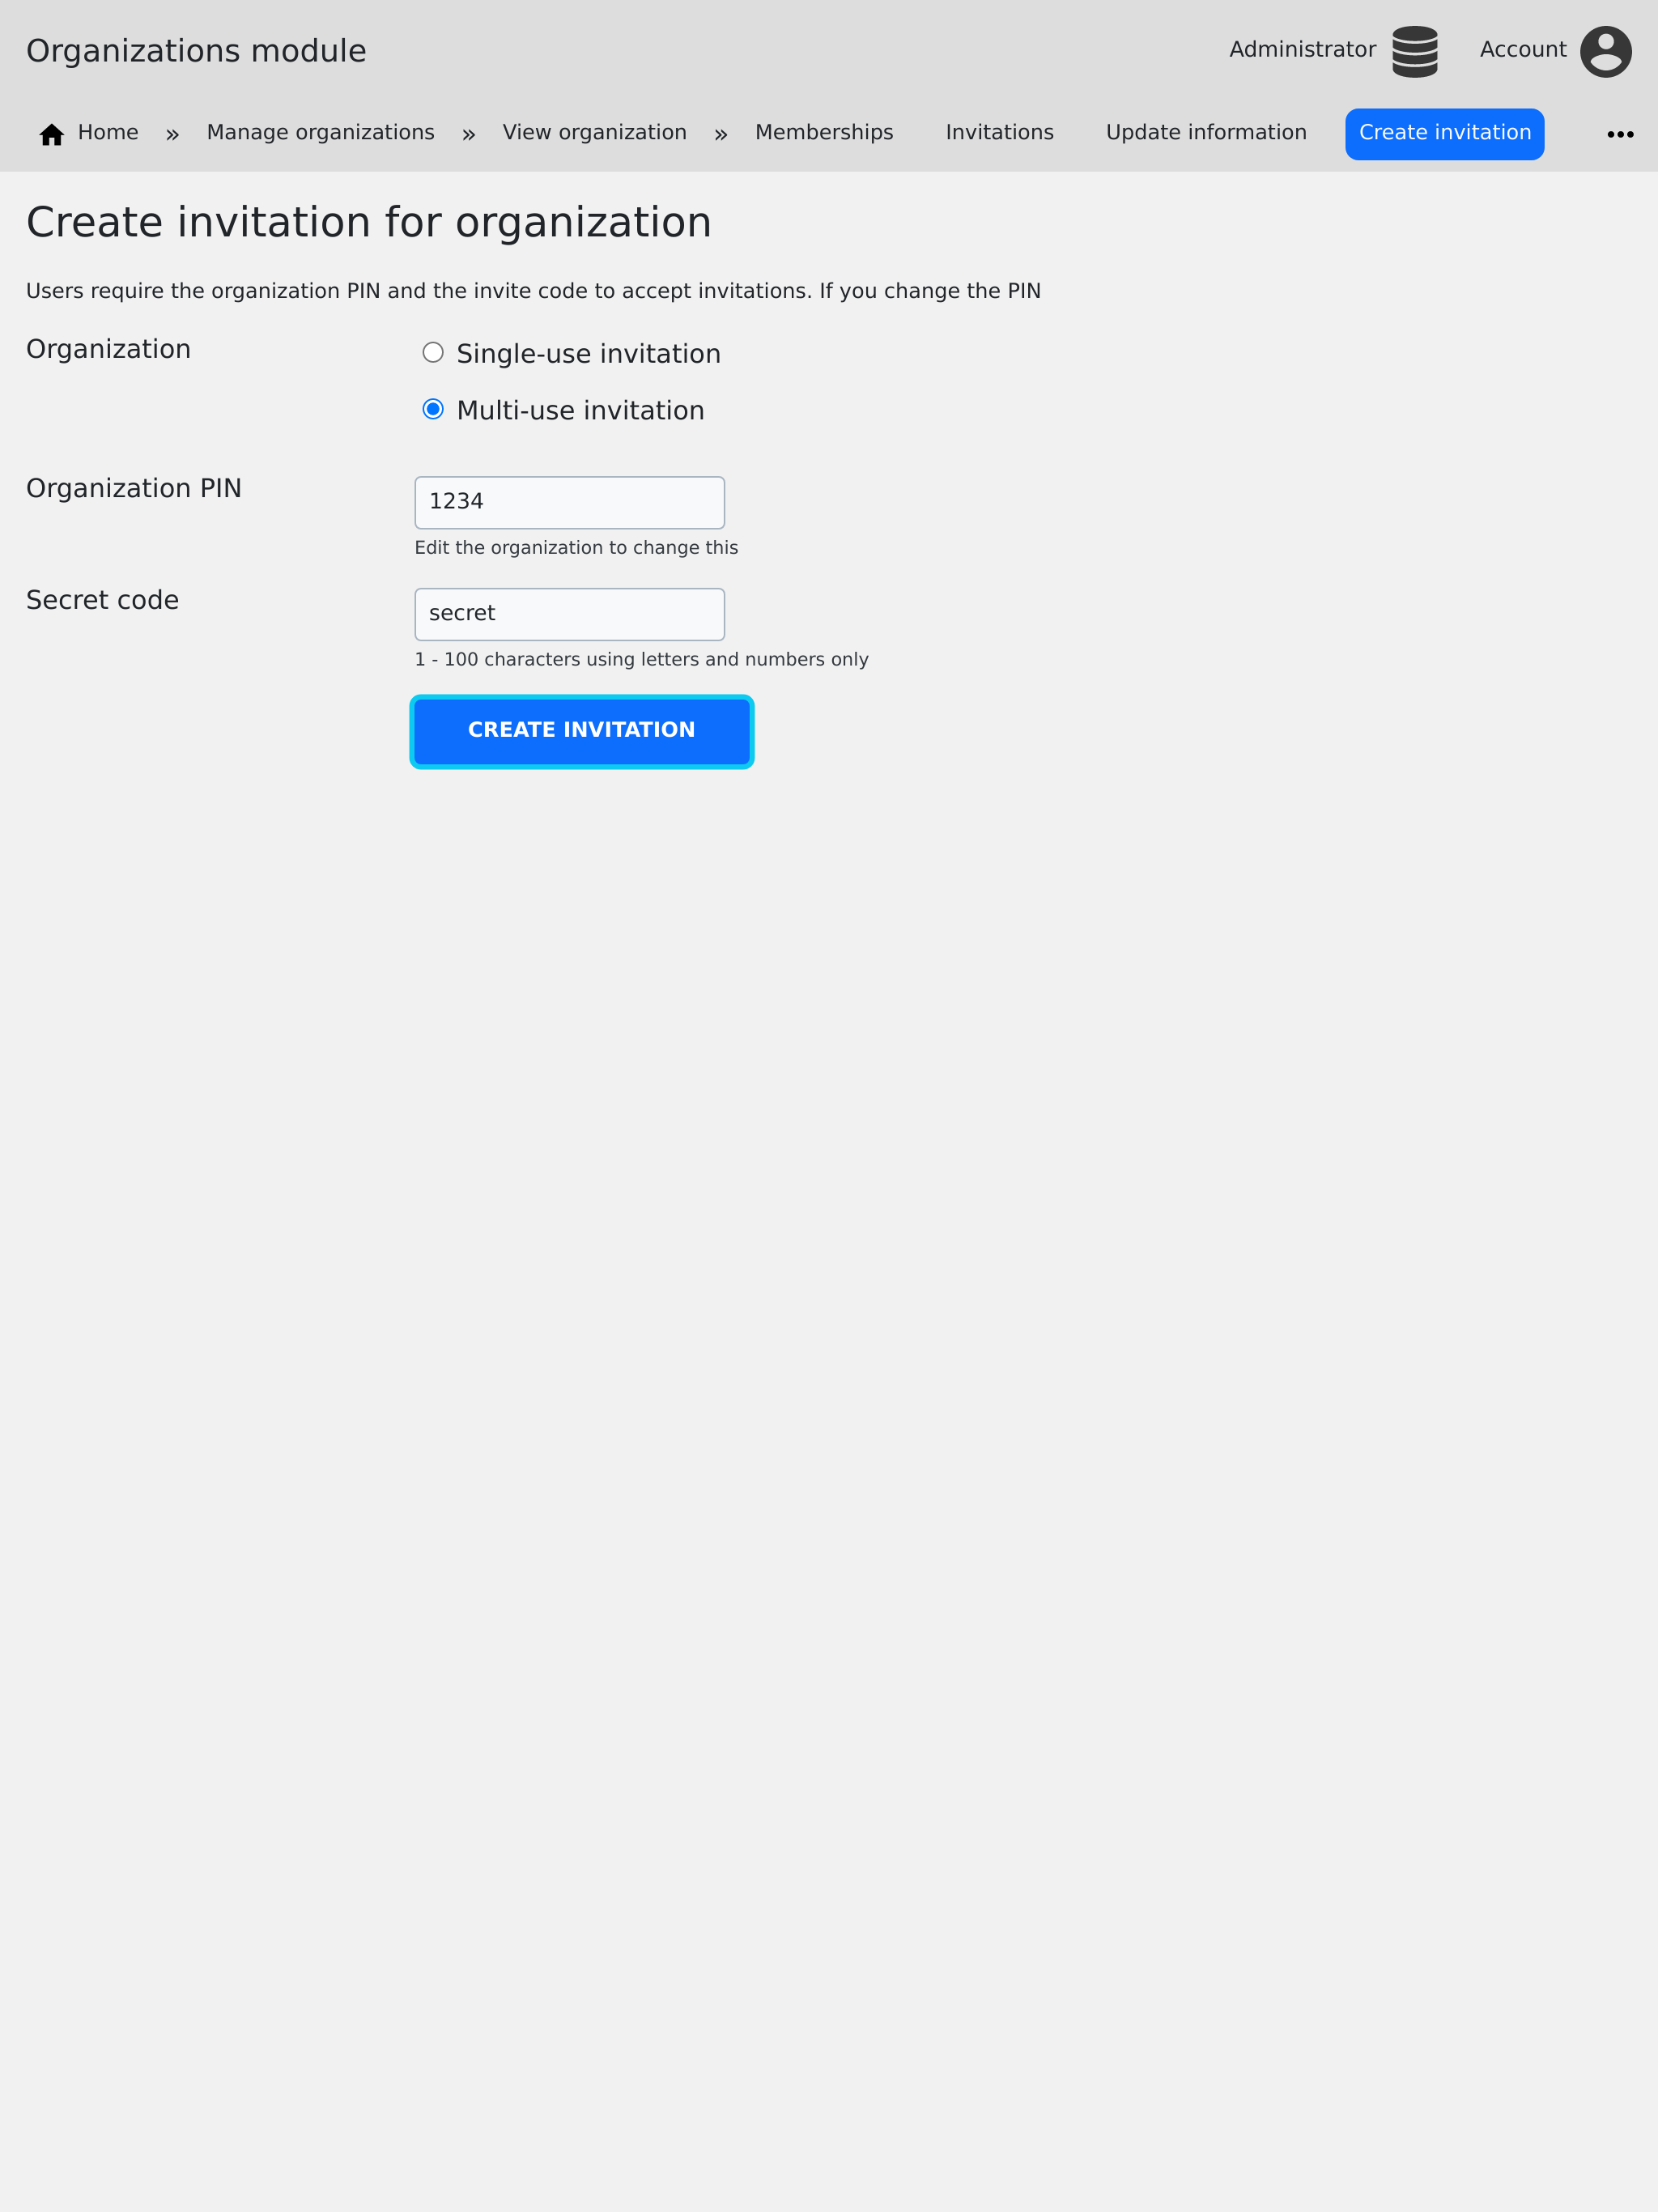 Organizations module
Administrator
Account
Home » Manage organizations » View organization » Memberships Invitations Update information Create invitation •••
Create invitation for organization
Users require the organization PIN and the invite code to accept invitations. If you change the PIN
Organization
Single-use invitation
Multi-use invitation
Organization PIN
1234
Edit the organization to change this
Secret code
secret
1 - 100 characters using letters and numbers only
CREATE INVITATION